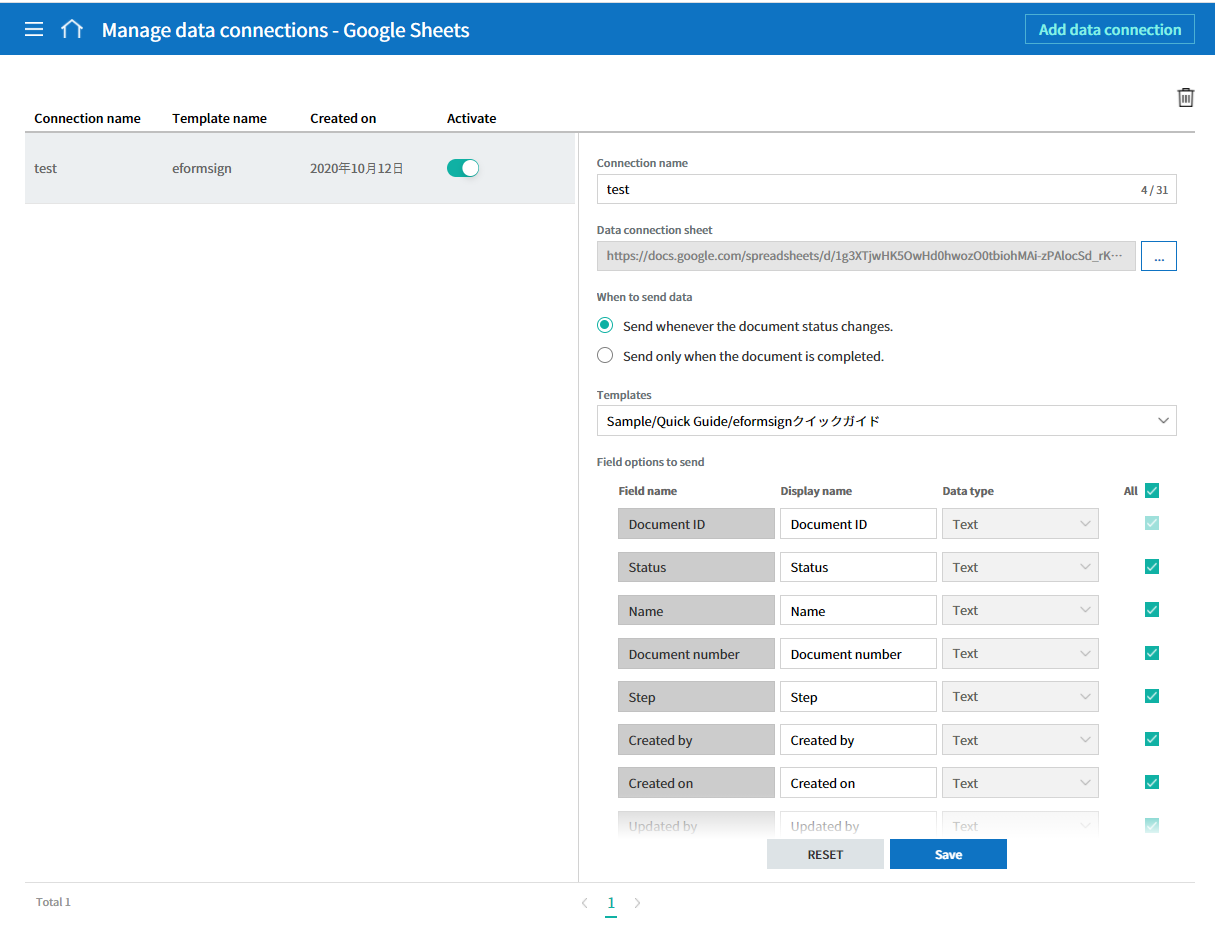 Manage data connections - Google Sheets
Add data connection
Connection name Template name Created on Activate
test eformsign 2020年10月12日
Connection name
test 4 / 31
Data connection sheet
https://docs.google.com/spreadsheets/d/1g3XTjwHK5OwHd0hwozO0tbiohMAi-zPAlocSd_rK⋯ ...
When to send data
Send whenever the document status changes.
Send only when the document is completed.
Templates
Sample/Quick Guide/eformsignクイックガイド
Field options to send
Field name Display name Data type All
Document ID Document ID Text
Status Status Text
Name Name Text
Document number Document number Text
Step Step Text
Created by Created by Text
Created on Created on Text
Updated by Updated by Text
RESET Save
Total 1 1